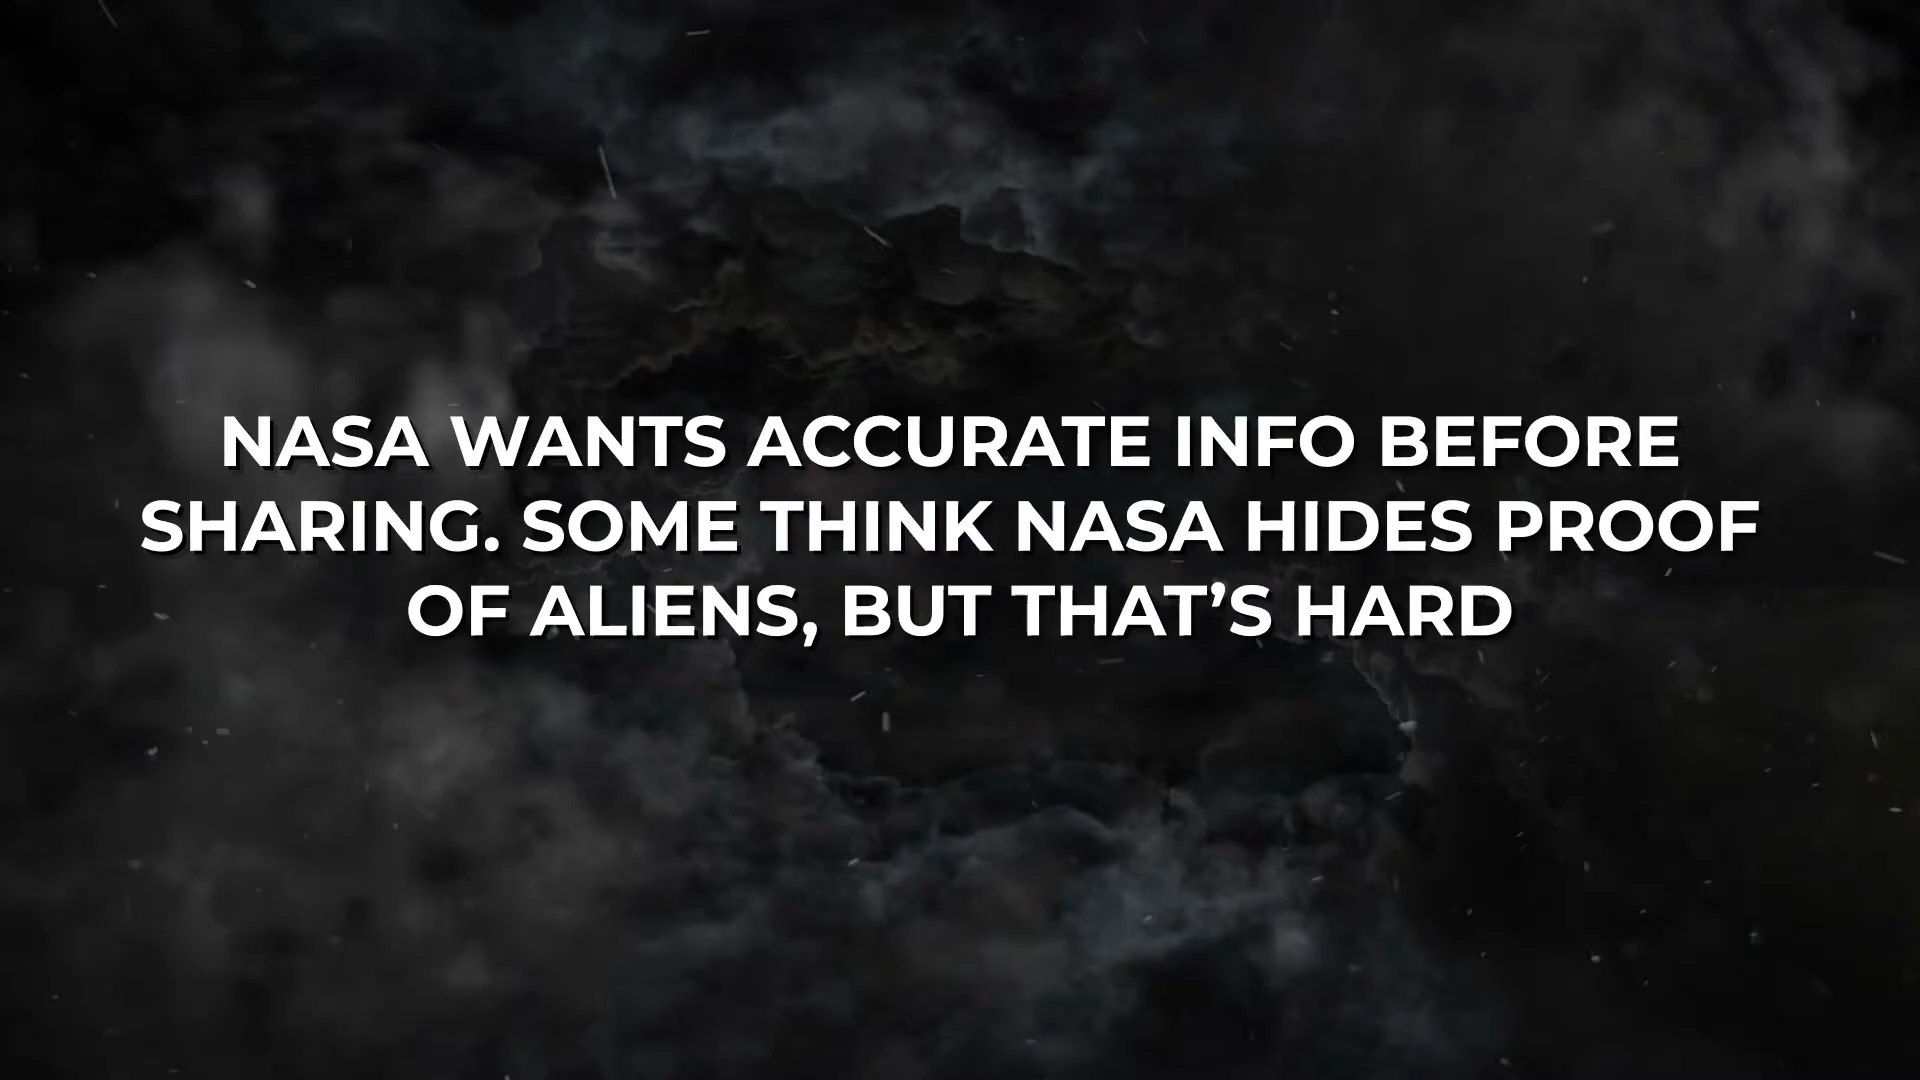 NASA WANTS ACCURATE INFO BEFORE
SHARING. SOME THINK NASA HIDES PROOF
OF ALIENS, BUT THAT’S HARD